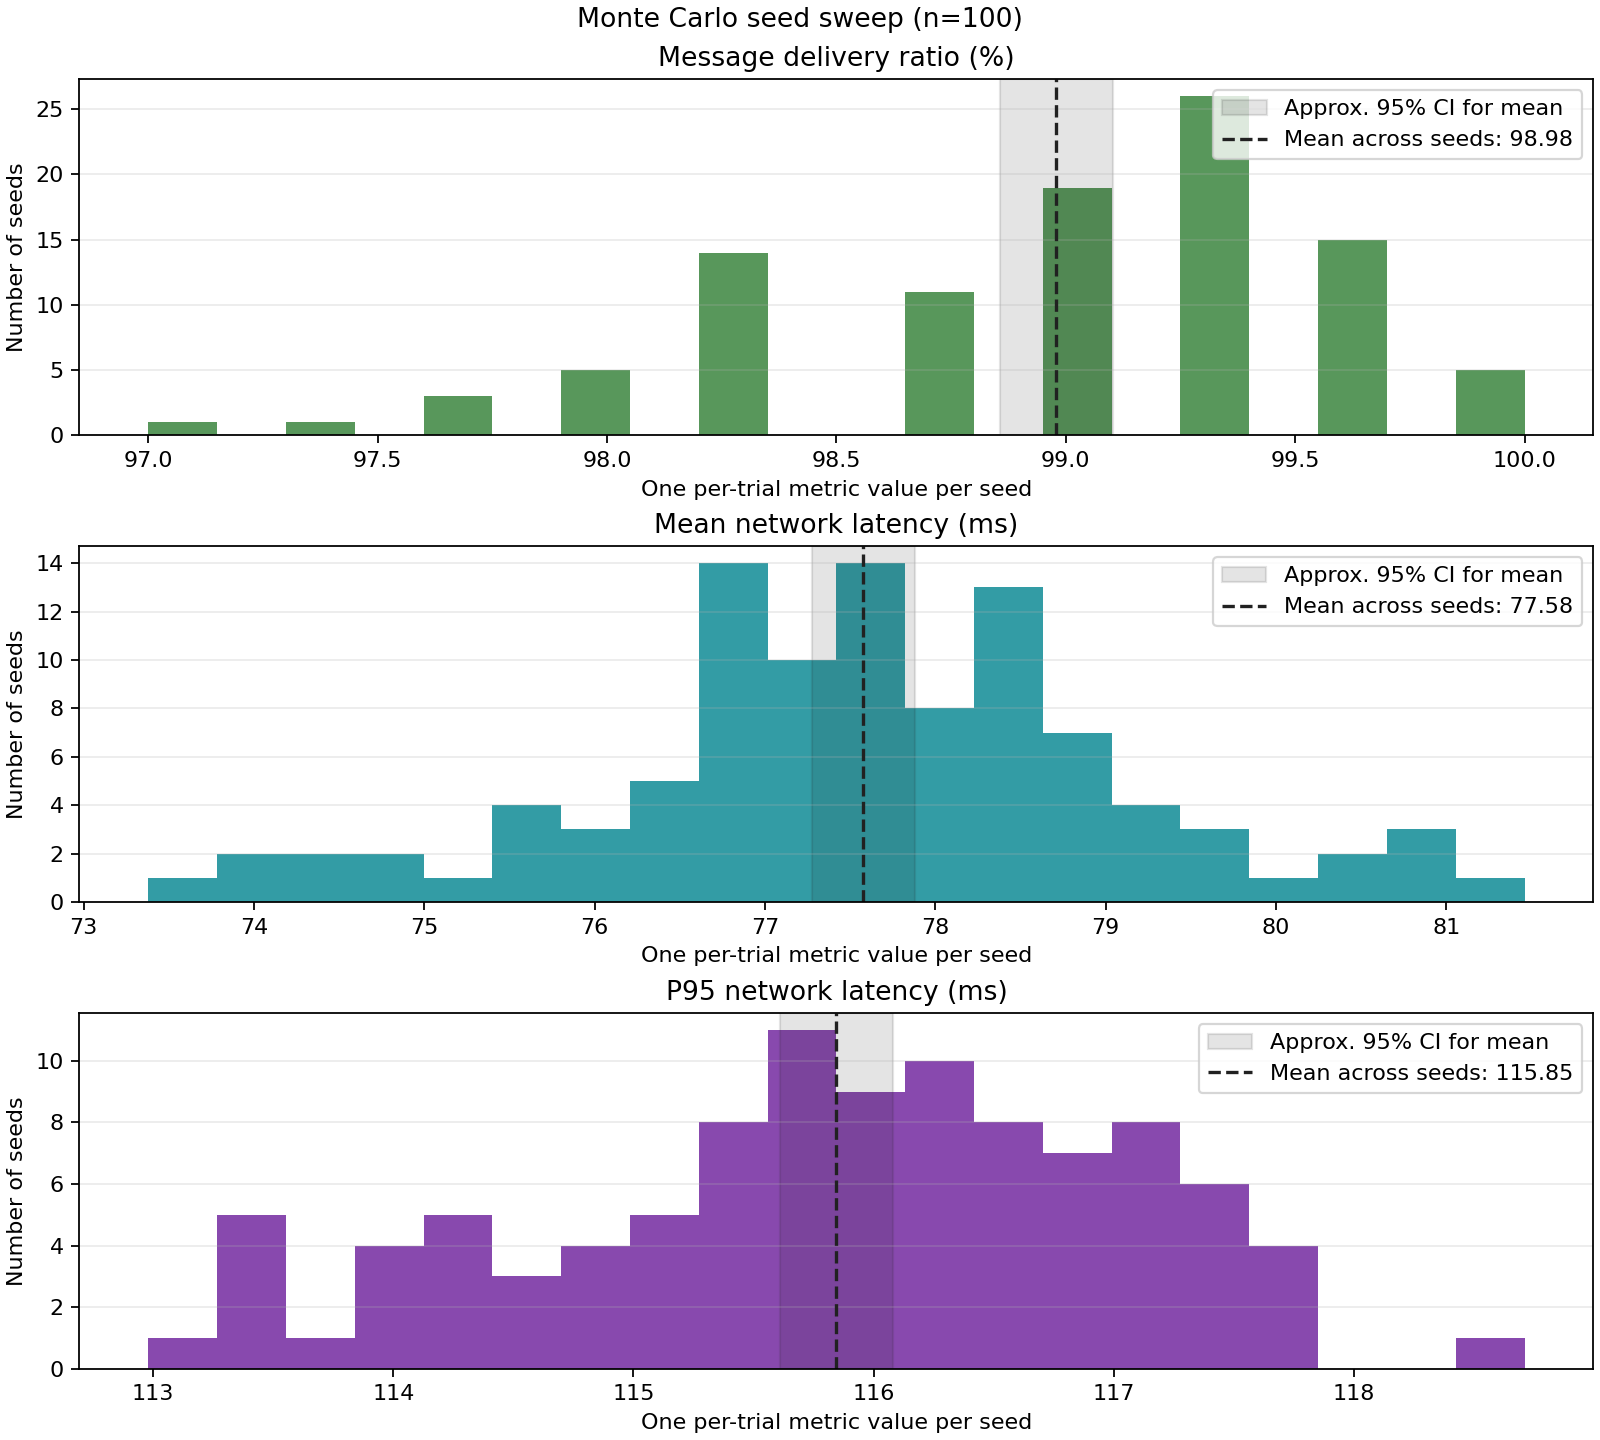 Monte Carlo seed sweep (n=100)
Message delivery ratio (%)
Number of seeds
25
20
15
10
5
0
Approx. 95% CI for mean
Mean across seeds: 98.98
97.0 97.5 98.0 98.5 99.0 99.5 100.0
One per-trial metric value per seed
Mean network latency (ms)
Number of seeds
14
12
10
8
6
4
2
0
Approx. 95% CI for mean
Mean across seeds: 77.58
73 74 75 76 77 78 79 80 81
One per-trial metric value per seed
P95 network latency (ms)
Number of seeds
10
8
6
4
2
0
Approx. 95% CI for mean
Mean across seeds: 115.85
113 114 115 116 117 118
One per-trial metric value per seed